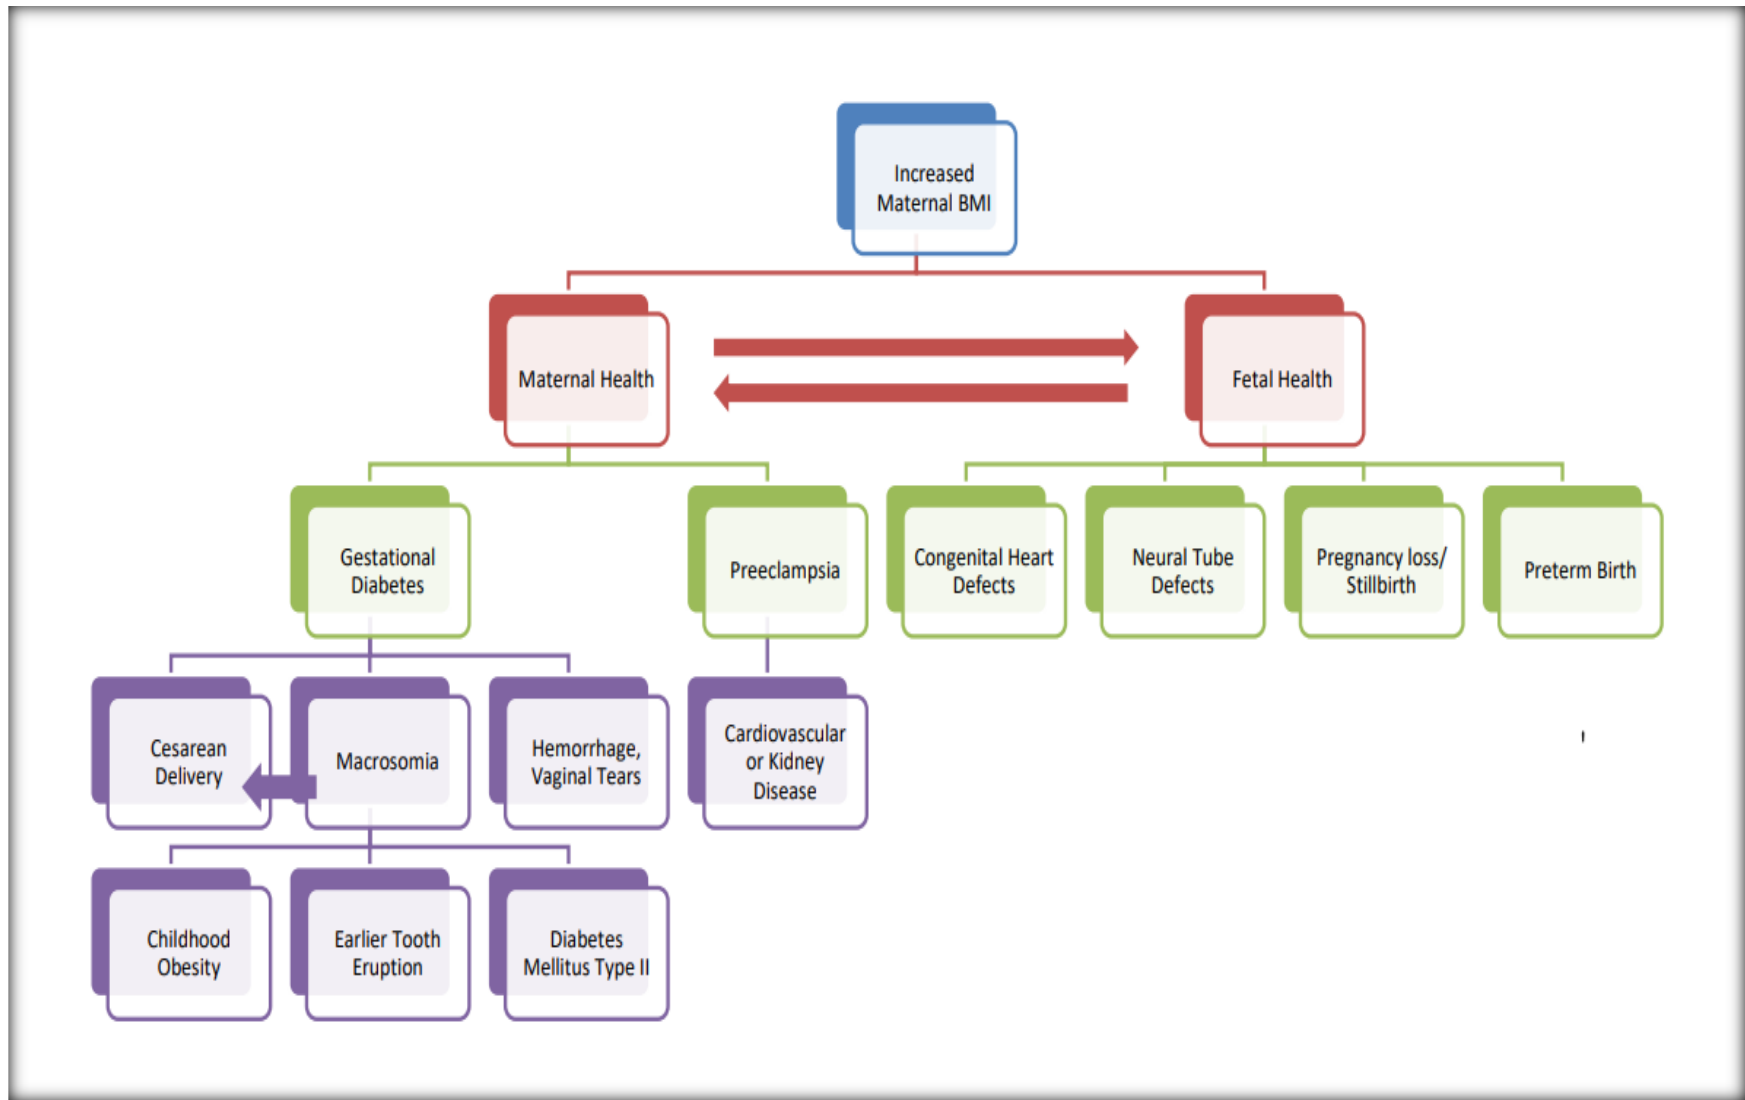 Increased
Maternal BMI
Maternal Health
Fetal Health
Gestational
Diabetes
Preeclampsia
Congenital Heart
Defects
Neural Tube
Defects
Pregnancy loss/
Stillbirth
Preterm Birth
Cesarean
Delivery
Macrosomia
Hemorrhage,
Vaginal Tears
Cardiovascular
or Kidney
Disease
Childhood
Obesity
Earlier Tooth
Eruption
Diabetes
Mellitus Type II